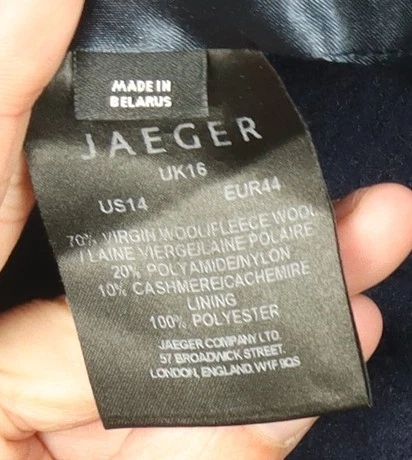 MADE IN
BELARUS
JAEGER
UK16
US14 EUR44
70% VIRGIN WOOL/FLEECE WOOL
/ LAINE VIERGE/LAINE POLAIRE
20% POLYAMIDE/NYLON
10% CASHMERE/CACHEMIRE
LINING
100% POLYESTER
JAEGER COMPANY LTD.
57 BROADWICK STREET.
LONDON, ENGLAND. W1F 9QS